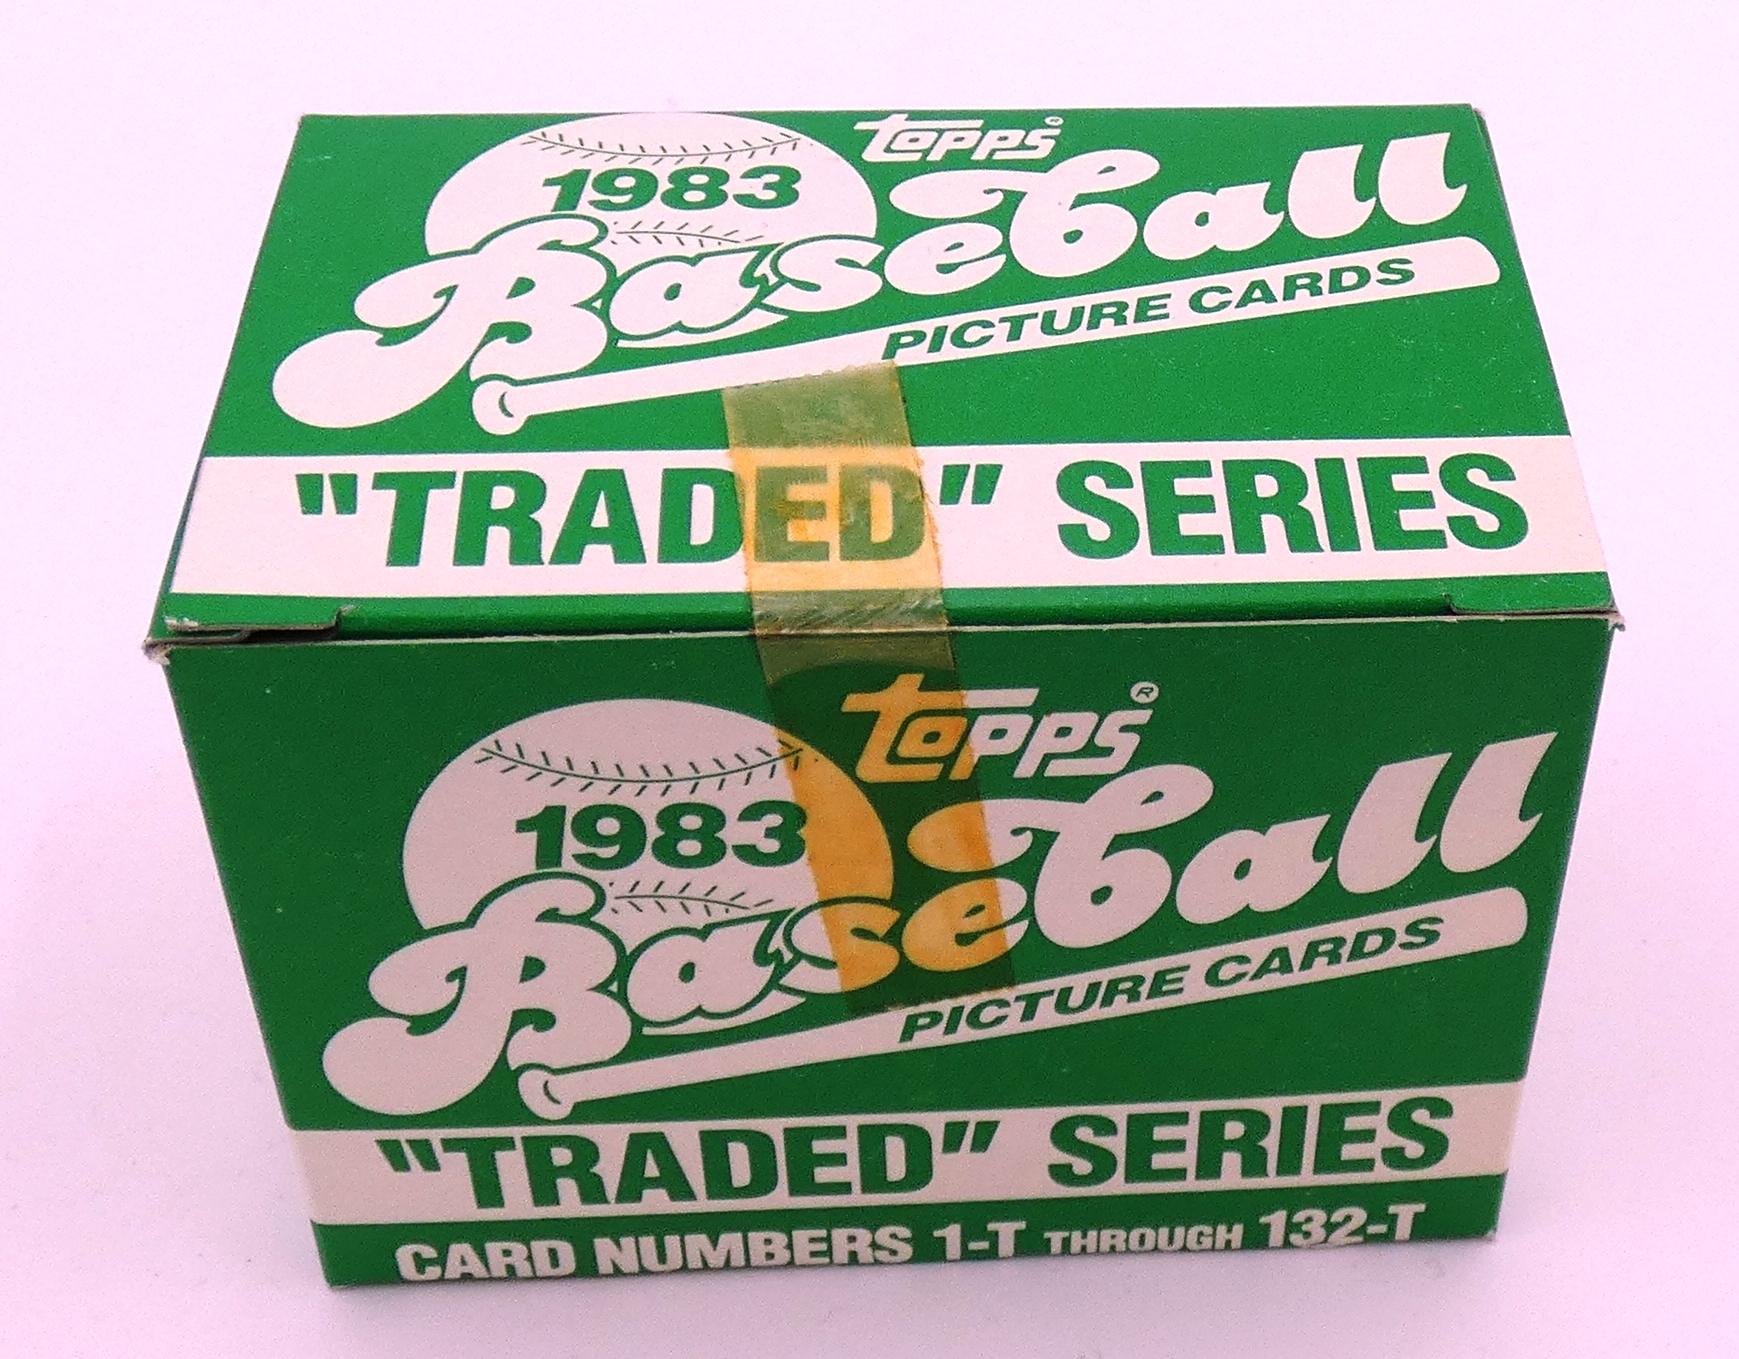 topps®
1983
Baseball
PICTURE CARDS
"TRADED" SERIES
topps®
1983
Baseball
PICTURE CARDS
"TRADED" SERIES
CARD NUMBERS 1-T THROUGH 132-T